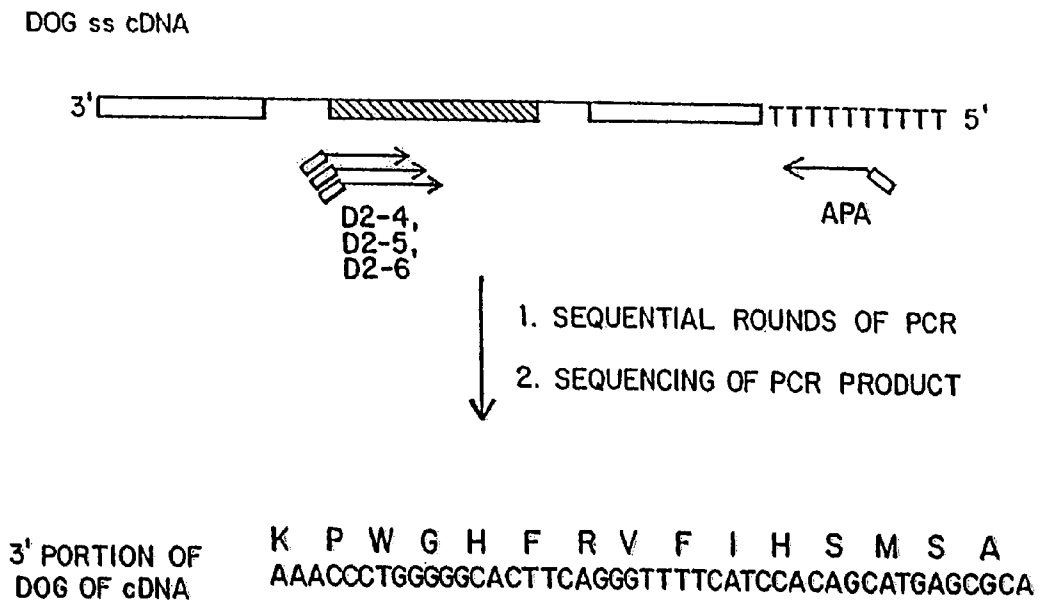 DOG ss cDNA
3' TTTTTTTTTT 5'
D2-4,
D2-5,
D2-6
APA
1. SEQUENTIAL ROUNDS OF PCR
2. SEQUENCING OF PCR PRODUCT
K P W G H F R V F I H S M S A
3' PORTION OF
DOG OF cDNA
AAACCCTGGGGGCACTTCAGGGTTTTCATCCACAGCATGAGCGCA